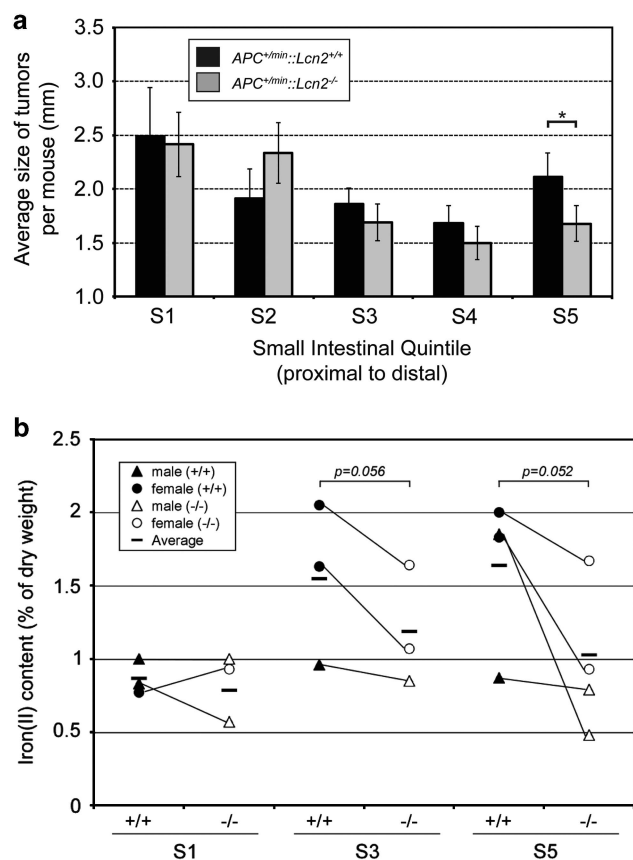 a
Average size of tumors
per mouse (mm)
3.5
3.0
2.5
2.0
1.5
1.0
APC+/min::Lcn2+/+
APC+/min::Lcn2-/-
*
S1 S2 S3 S4 S5
Small Intestinal Quintile
(proximal to distal)
b
Iron(II) content (% of dry weight)
2.5
2
1.5
1
0.5
0
male (+/+)
female (+/+)
male (-/-)
female (-/-)
Average
p=0.056
p=0.052
+/+ -/- +/+ -/- +/+ -/-
S1 S3 S5